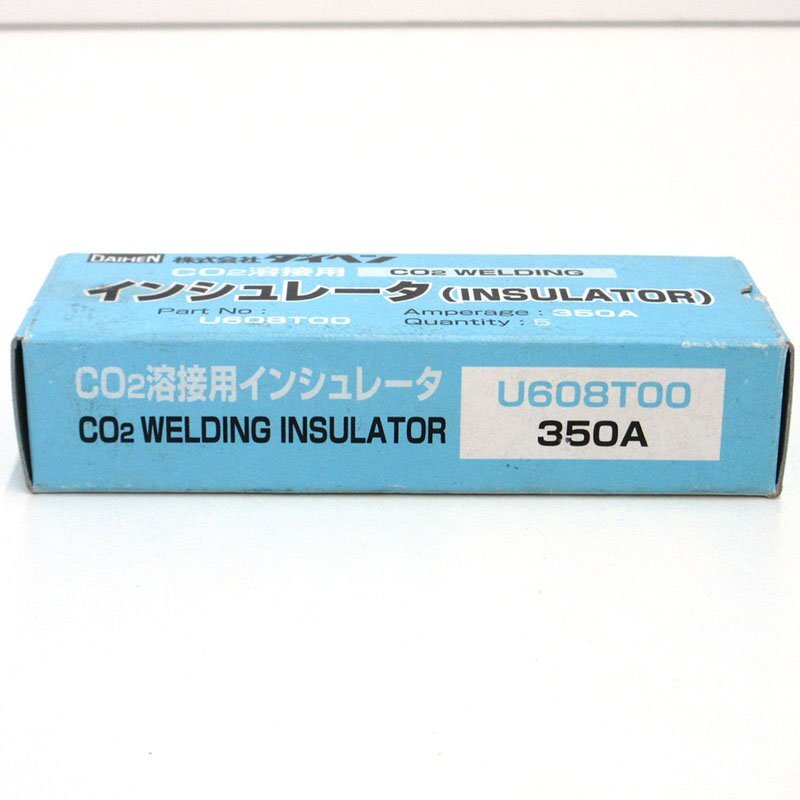 DAIHEN 株式会社 ダイヘン
CO2溶接用 CO2 WELDING
インシュレータ (INSULATOR)
Part No : Amperage : 350A
U608T00 Quantity : 5
CO2溶接用インシュレータ U608T00
CO2 WELDING INSULATOR 350A